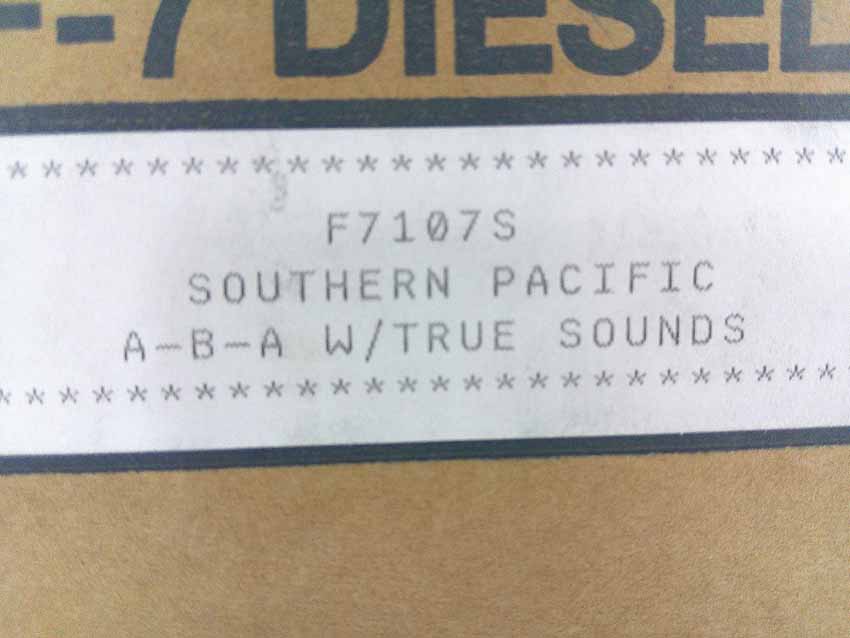 F-7 DIESEL
* * * * * * * * * * * * * * * * * * * * * * * *
F7107S
SOUTHERN PACIFIC
A-B-A W/TRUE SOUNDS
* * * * * * * * * * * * * * * * * * * * * * * * *